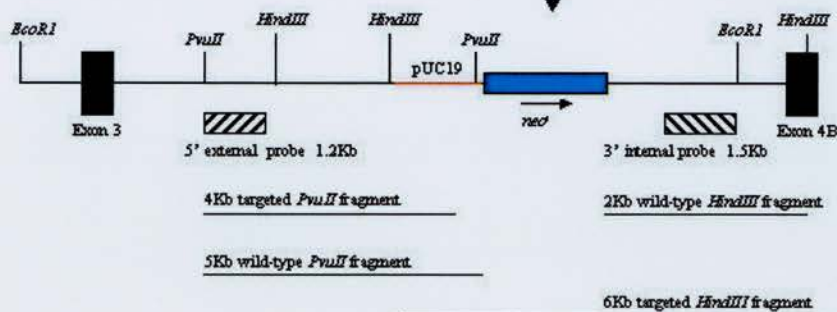 EcoR1 PvuII HindIII HindIII PvuII EcoR1 HindIII
pUC19
Exon 3 neo Exon 4B
5' external probe 1.2Kb 3' internal probe 1.5Kb
4Kb targeted PvuII fragment 2Kb wild-type HindIII fragment
5Kb wild-type PvuII fragment
6Kb targeted HindIII fragment